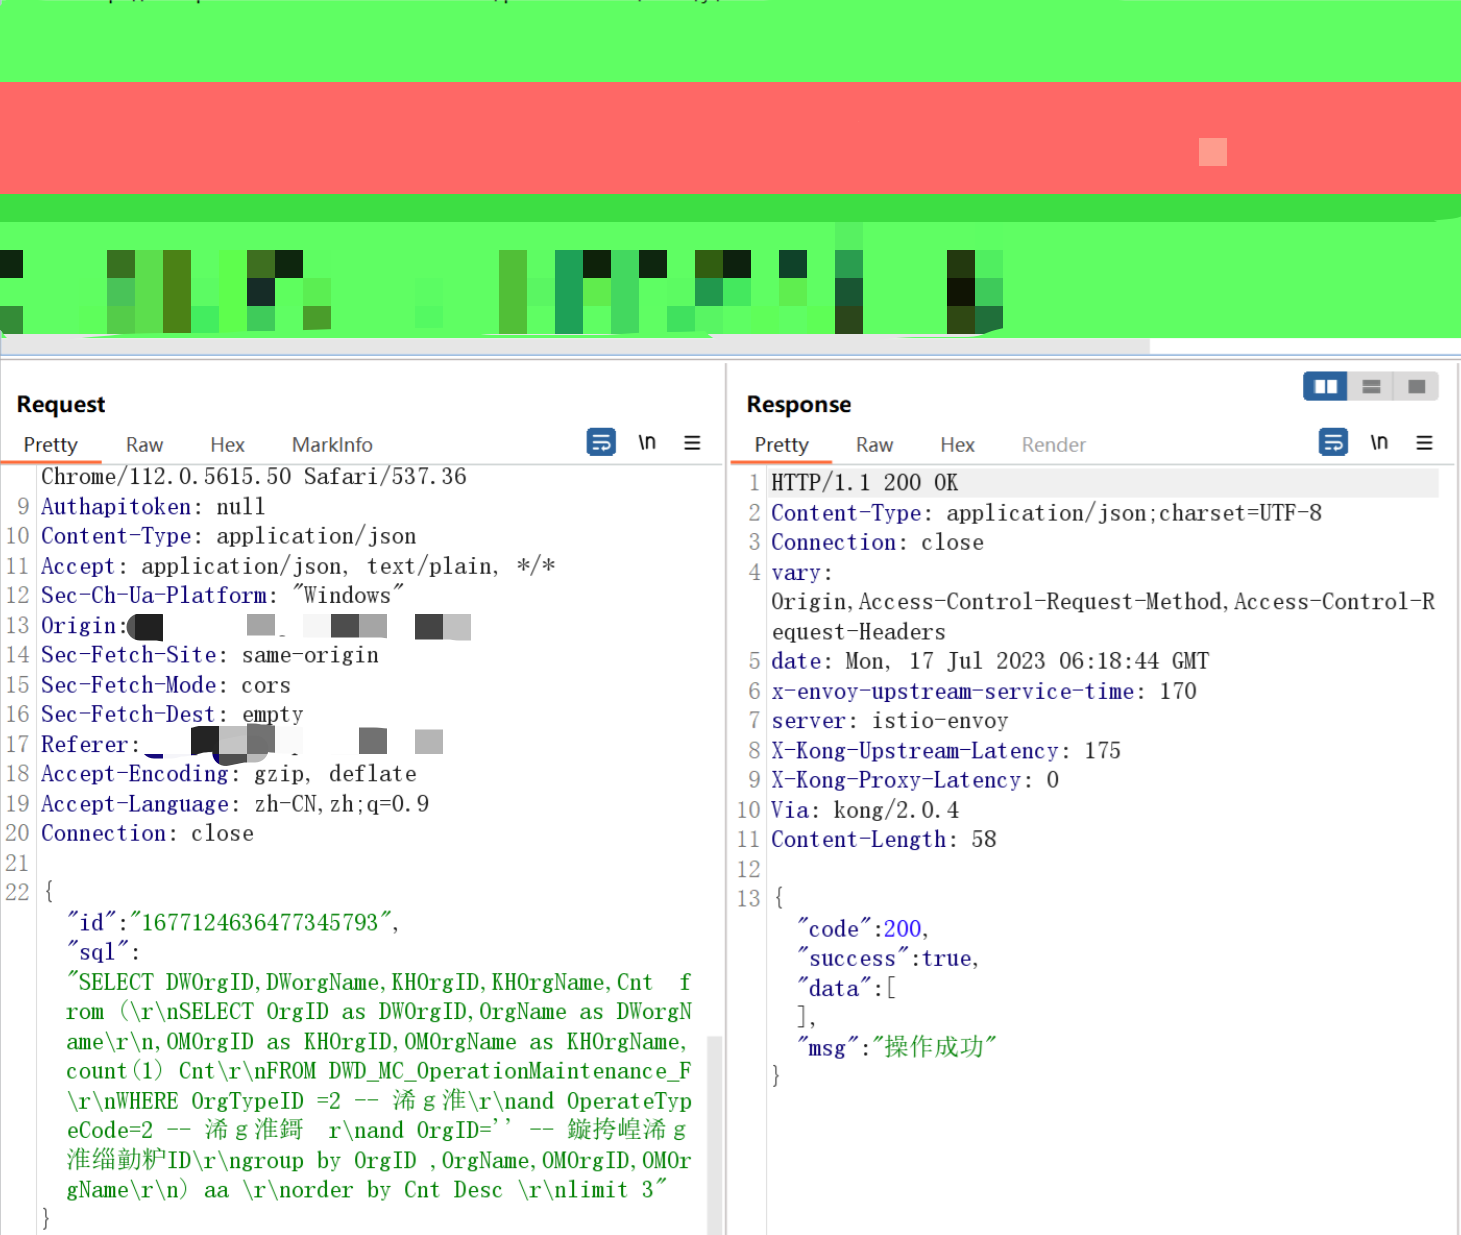 Request
Response
Pretty Raw Hex MarkInfo \n
Pretty Raw Hex Render \n
Chrome/112.0.5615.50 Safari/537.36
9 Authapitoken: null
10 Content-Type: application/json
11 Accept: application/json, text/plain, */*
12 Sec-Ch-Ua-Platform: "Windows"
13 Origin:
14 Sec-Fetch-Site: same-origin
15 Sec-Fetch-Mode: cors
16 Sec-Fetch-Dest: empty
17 Referer:
18 Accept-Encoding: gzip, deflate
19 Accept-Language: zh-CN,zh;q=0.9
20 Connection: close
21
22 {
"id":"1677124636477345793",
"sql":
"SELECT DWOrgID,DWorgName,KHOrgID,KHOrgName,Cnt  f
rom (\r\nSELECT OrgID as DWOrgID,OrgName as DWorgN
ame\r\n,OMOrgID as KHOrgID,OMOrgName as KHOrgName,
count(1) Cnt\r\nFROM DWD_MC_OperationMaintenance_F
\r\nWHERE OrgTypeID =2 -- 浠ｇ淮\r\nand OperateTyp
eCode=2 -- 浠ｇ淮鎶  r\nand OrgID='' -- 鏇挎崲浠ｇ
淮缁勭粐ID\r\ngroup by OrgID ,OrgName,OMOrgID,OMOr
gName\r\n) aa \r\norder by Cnt Desc \r\nlimit 3"
}
1 HTTP/1.1 200 OK
2 Content-Type: application/json;charset=UTF-8
3 Connection: close
4 vary:
Origin,Access-Control-Request-Method,Access-Control-R
equest-Headers
5 date: Mon, 17 Jul 2023 06:18:44 GMT
6 x-envoy-upstream-service-time: 170
7 server: istio-envoy
8 X-Kong-Upstream-Latency: 175
9 X-Kong-Proxy-Latency: 0
10 Via: kong/2.0.4
11 Content-Length: 58
12
13 {
"code":200,
"success":true,
"data":[
],
"msg":"操作成功"
}